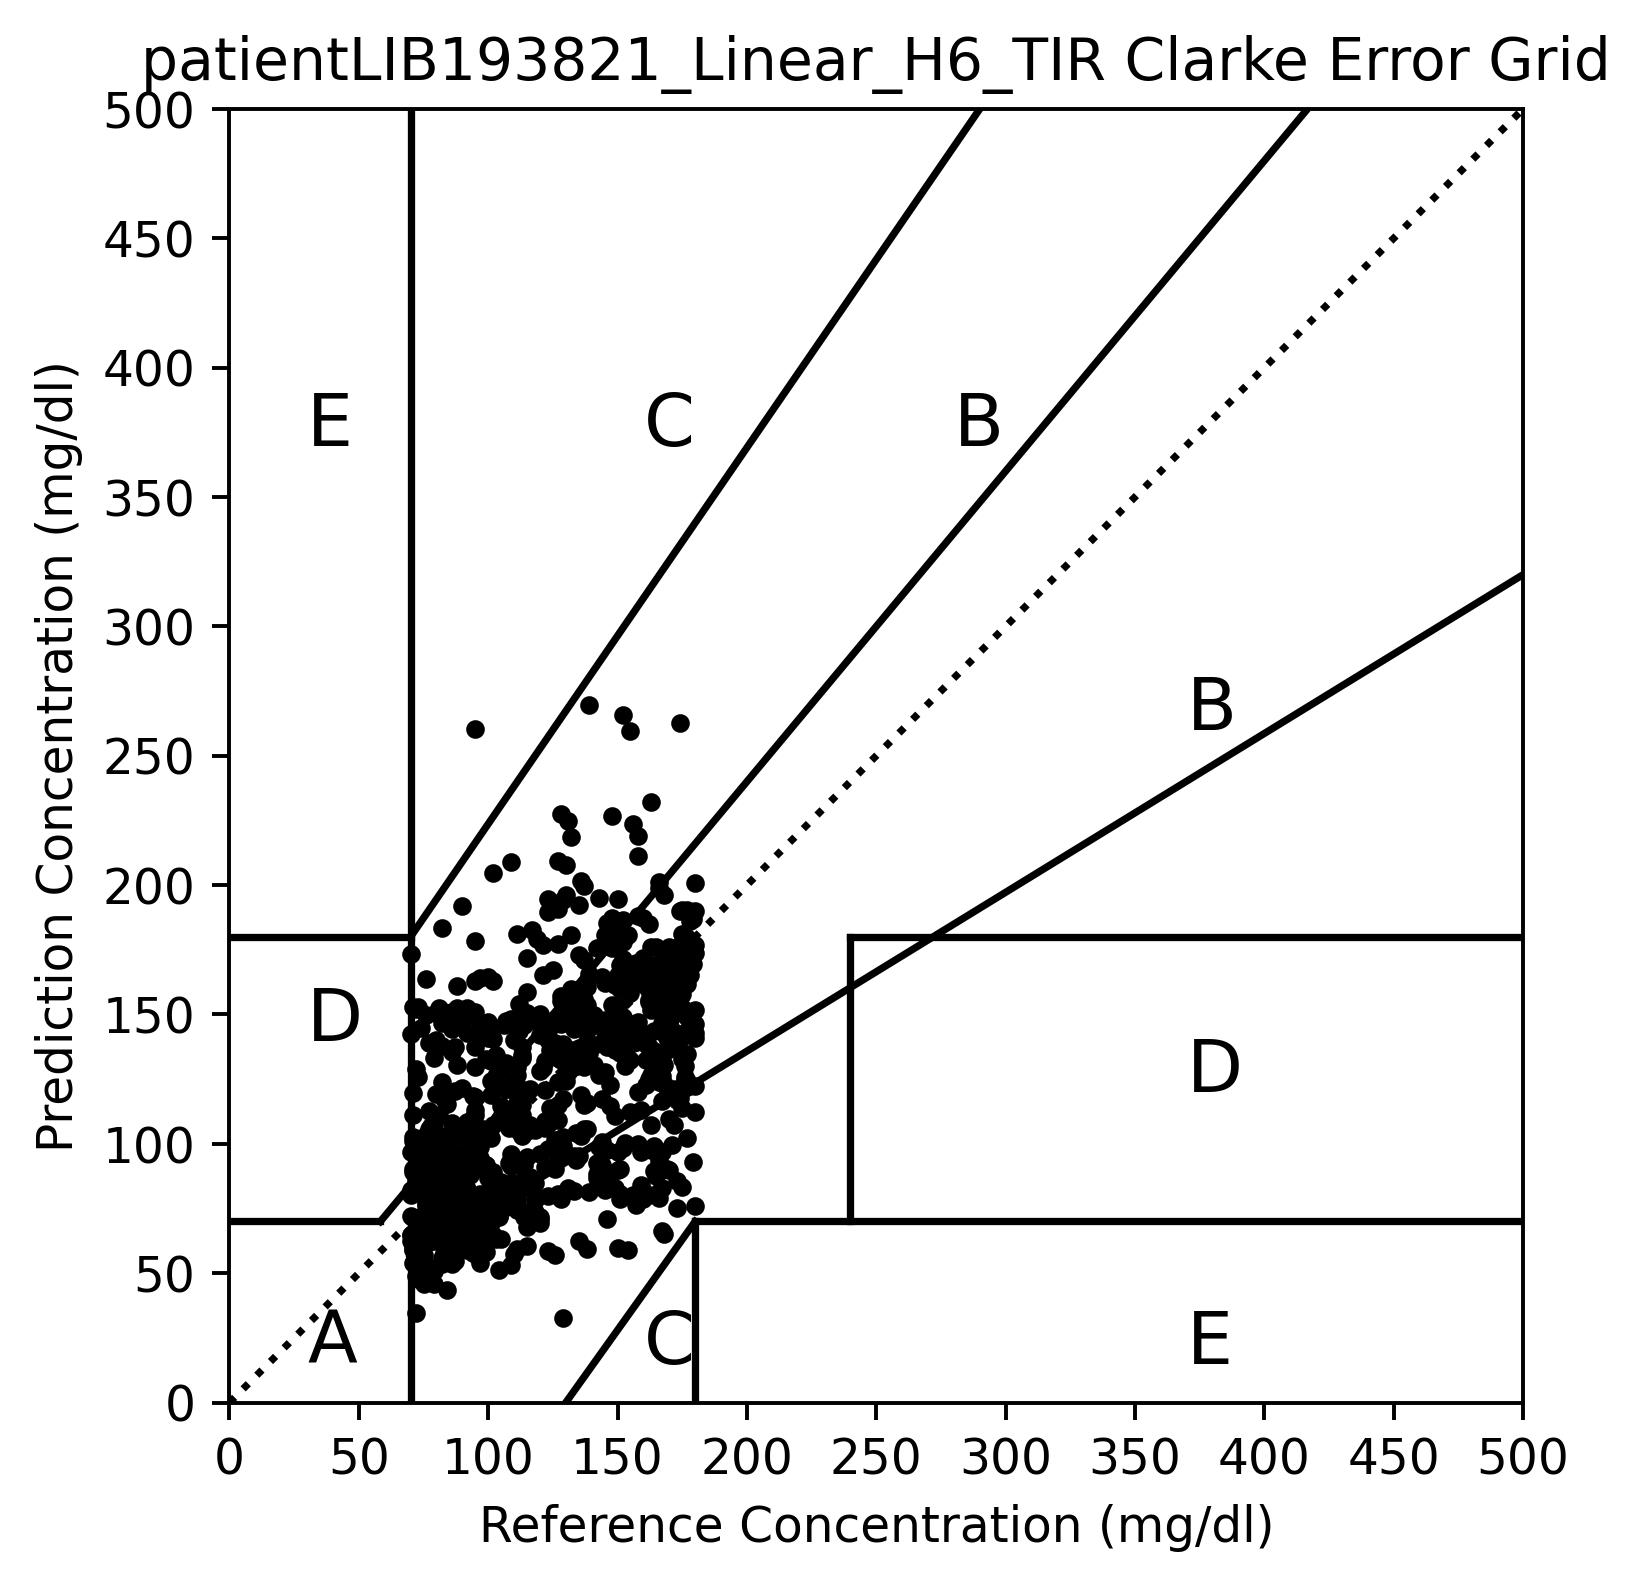 patientLIB193821_Linear_H6_TIR Clarke Error Grid
Prediction Concentration (mg/dl)
500
450
400
350
300
250
200
150
100
50
0
E
C
B
B
D
D
A
C
E
0 50 100 150 200 250 300 350 400 450 500
Reference Concentration (mg/dl)